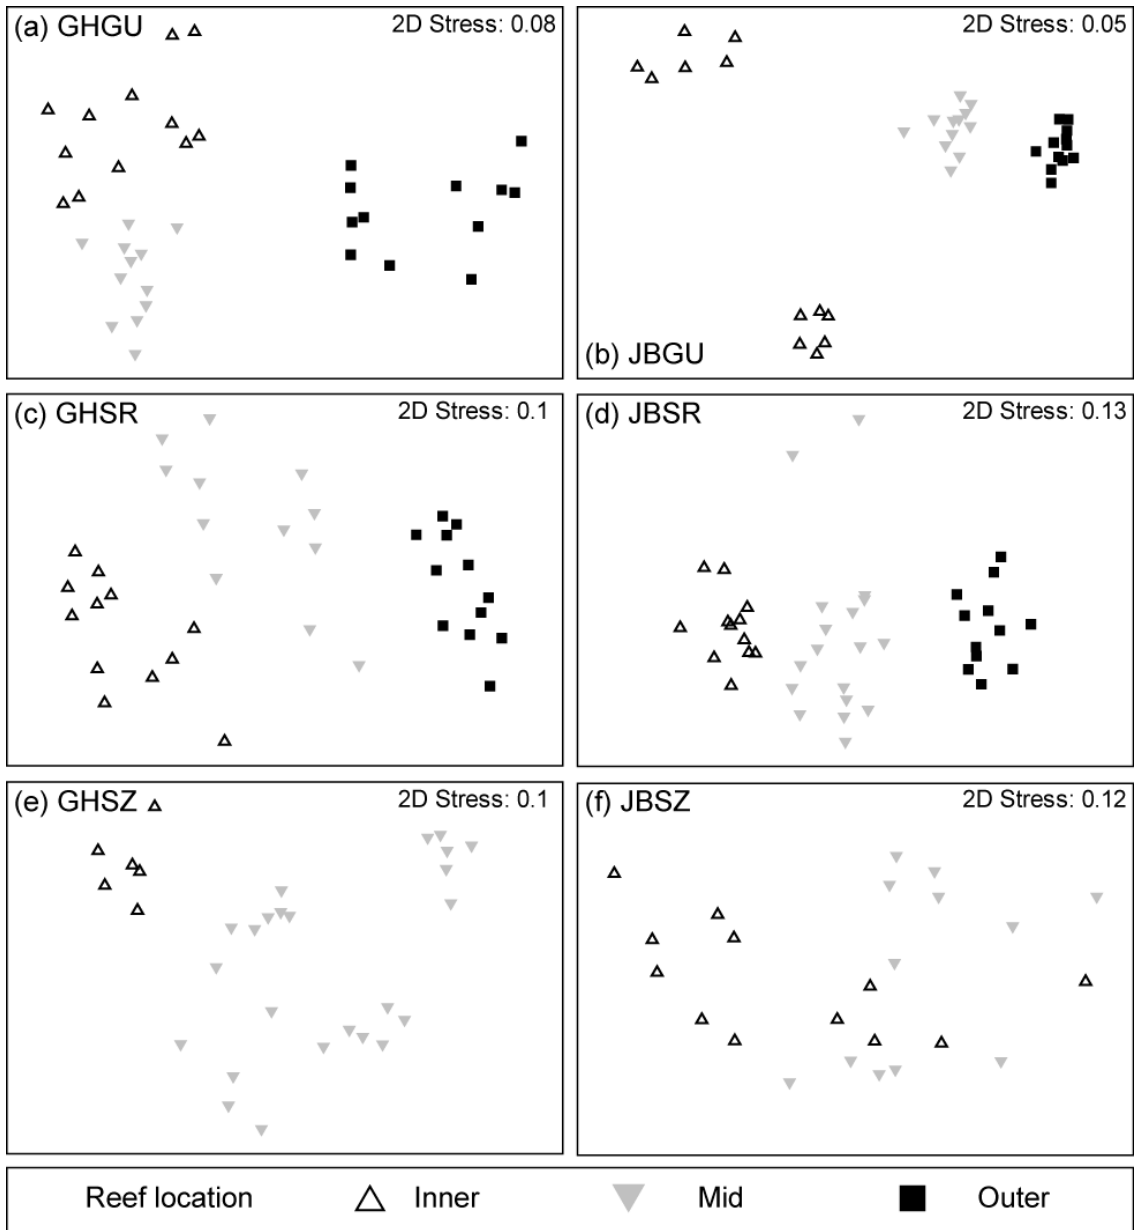 (a) GHGU 2D Stress: 0.08
2D Stress: 0.05
(b) JBGU
(c) GHSR 2D Stress: 0.1
(d) JBSR 2D Stress: 0.13
(e) GHSZ 2D Stress: 0.1
(f) JBSZ 2D Stress: 0.12
Reef location Inner Mid Outer